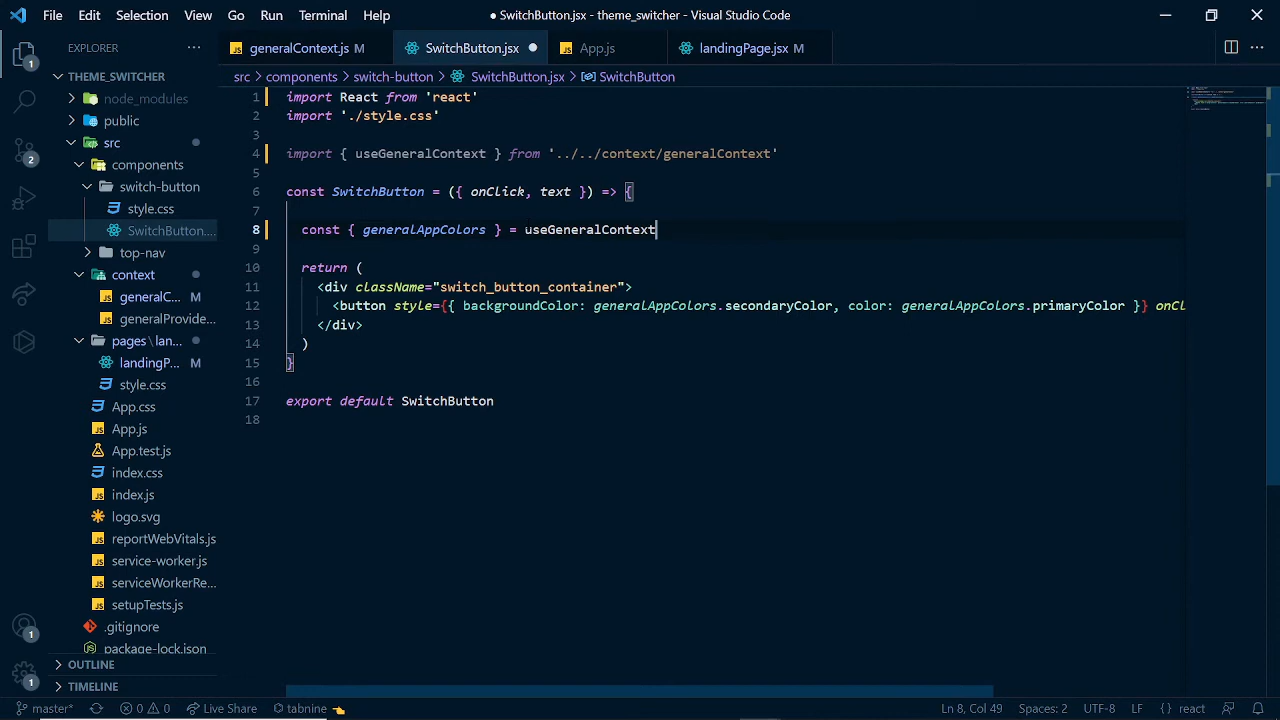 File Edit Selection View Go Run Terminal Help
● SwitchButton.jsx - theme_switcher - Visual Studio Code
EXPLORER ···
generalContext.js M SwitchButton.jsx ● App.js landingPage.jsx M ···
src > components > switch-button > SwitchButton.jsx > SwitchButton
THEME_SWITCHER
node_modules
public
src
components
switch-button
style.css
SwitchButton....
top-nav
context
generalC... M
generalProvide...
pages\lan...
landingP... M
style.css
App.css
App.js
App.test.js
index.css
index.js
logo.svg
reportWebVitals.js
service-worker.js
serviceWorkerRe...
setupTests.js
.gitignore
package-lock.json
OUTLINE
TIMELINE
1
2
1
1
1 import React from 'react'
2 import './style.css'
3
4 import { useGeneralContext } from '../../context/generalContext'
5
6 const SwitchButton = ({ onClick, text }) => {
7
8 const { generalAppColors } = useGeneralContext
9
10 return (
11 <div className="switch_button_container">
12 <button style={{ backgroundColor: generalAppColors.secondaryColor, color: generalAppColors.primaryColor }} onCl
13 </div>
14 )
15 }
16
17 export default SwitchButton
18
master* 0 0 Live Share tabnine 👈 Ln 8, Col 49 Spaces: 2 UTF-8 LF { } react